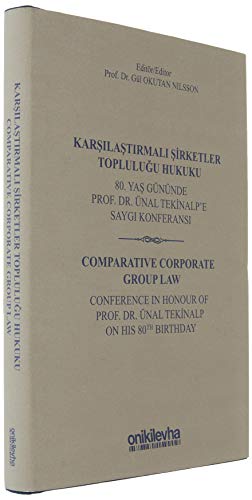 Editör/Editor
Prof. Dr. Gül OKUTAN NILSSON
KARŞILAŞTIRMALI ŞİRKETLER
TOPLULUĞU HUKUKU
80. YAŞ GÜNÜNDE
PROF. DR. ÜNAL TEKİNALP'E
SAYGI KONFERANSI
COMPARATIVE CORPORATE
GROUP LAW
CONFERENCE IN HONOUR OF
PROF. DR. ÜNAL TEKİNALP
ON HIS 80TH BIRTHDAY
onikilevha
KARŞILAŞTIRMALI ŞİRKETLER TOPLULUĞU HUKUKU
COMPARATIVE CORPORATE GROUP LAW
onikilevha